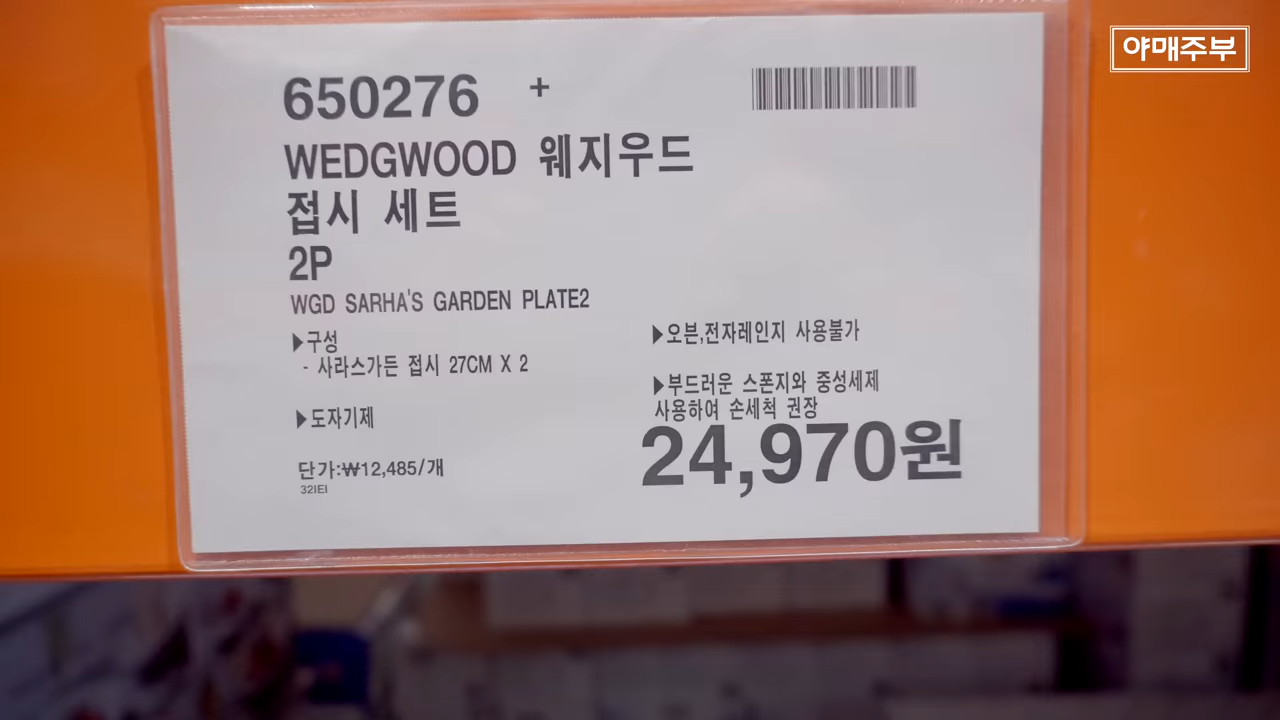 야매주부
650276 +
WEDGWOOD 웨지우드
접시 세트
2P
WGD SARHA'S GARDEN PLATE2
▶구성
- 사라스가든 접시 27CM X 2
▶도자기제
단가:₩12,485/개
32IEI
▶오븐,전자레인지 사용불가
▶부드러운 스폰지와 중성세제
사용하여 손세척 권장
24,970원